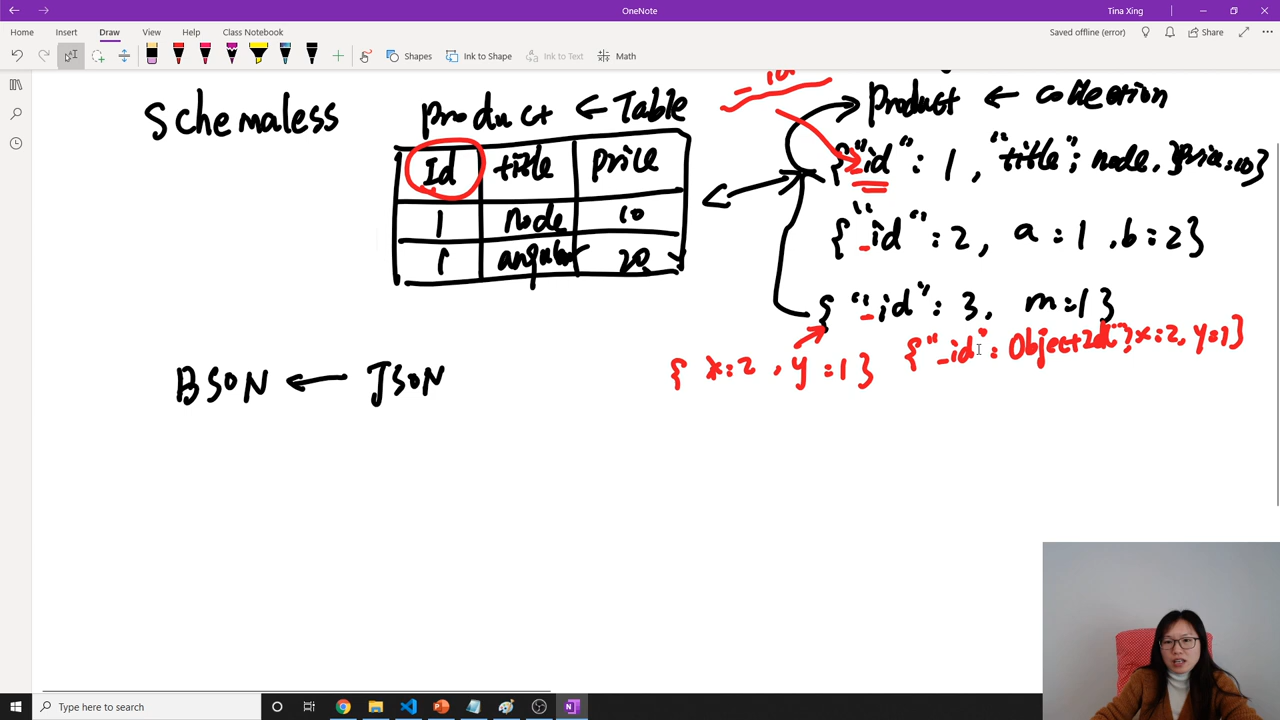 OneNote
Tina Xing
Home Insert Draw View Help Class Notebook
Saved offline (error) Share
Shapes Ink to Shape Ink to Text Math
_id
Schemaless
product ← Table
Product ← collection
Id title price
1 node 10
1 angular 20
{"_id": 1, "title": node, price:10}
{"_id": 2, a:1, b:2}
{"_id": 3, m:1}
{x:2, y:1}
{"_id": ObjectId"", x:2, y:1}
BSON ← JSON
Type here to search